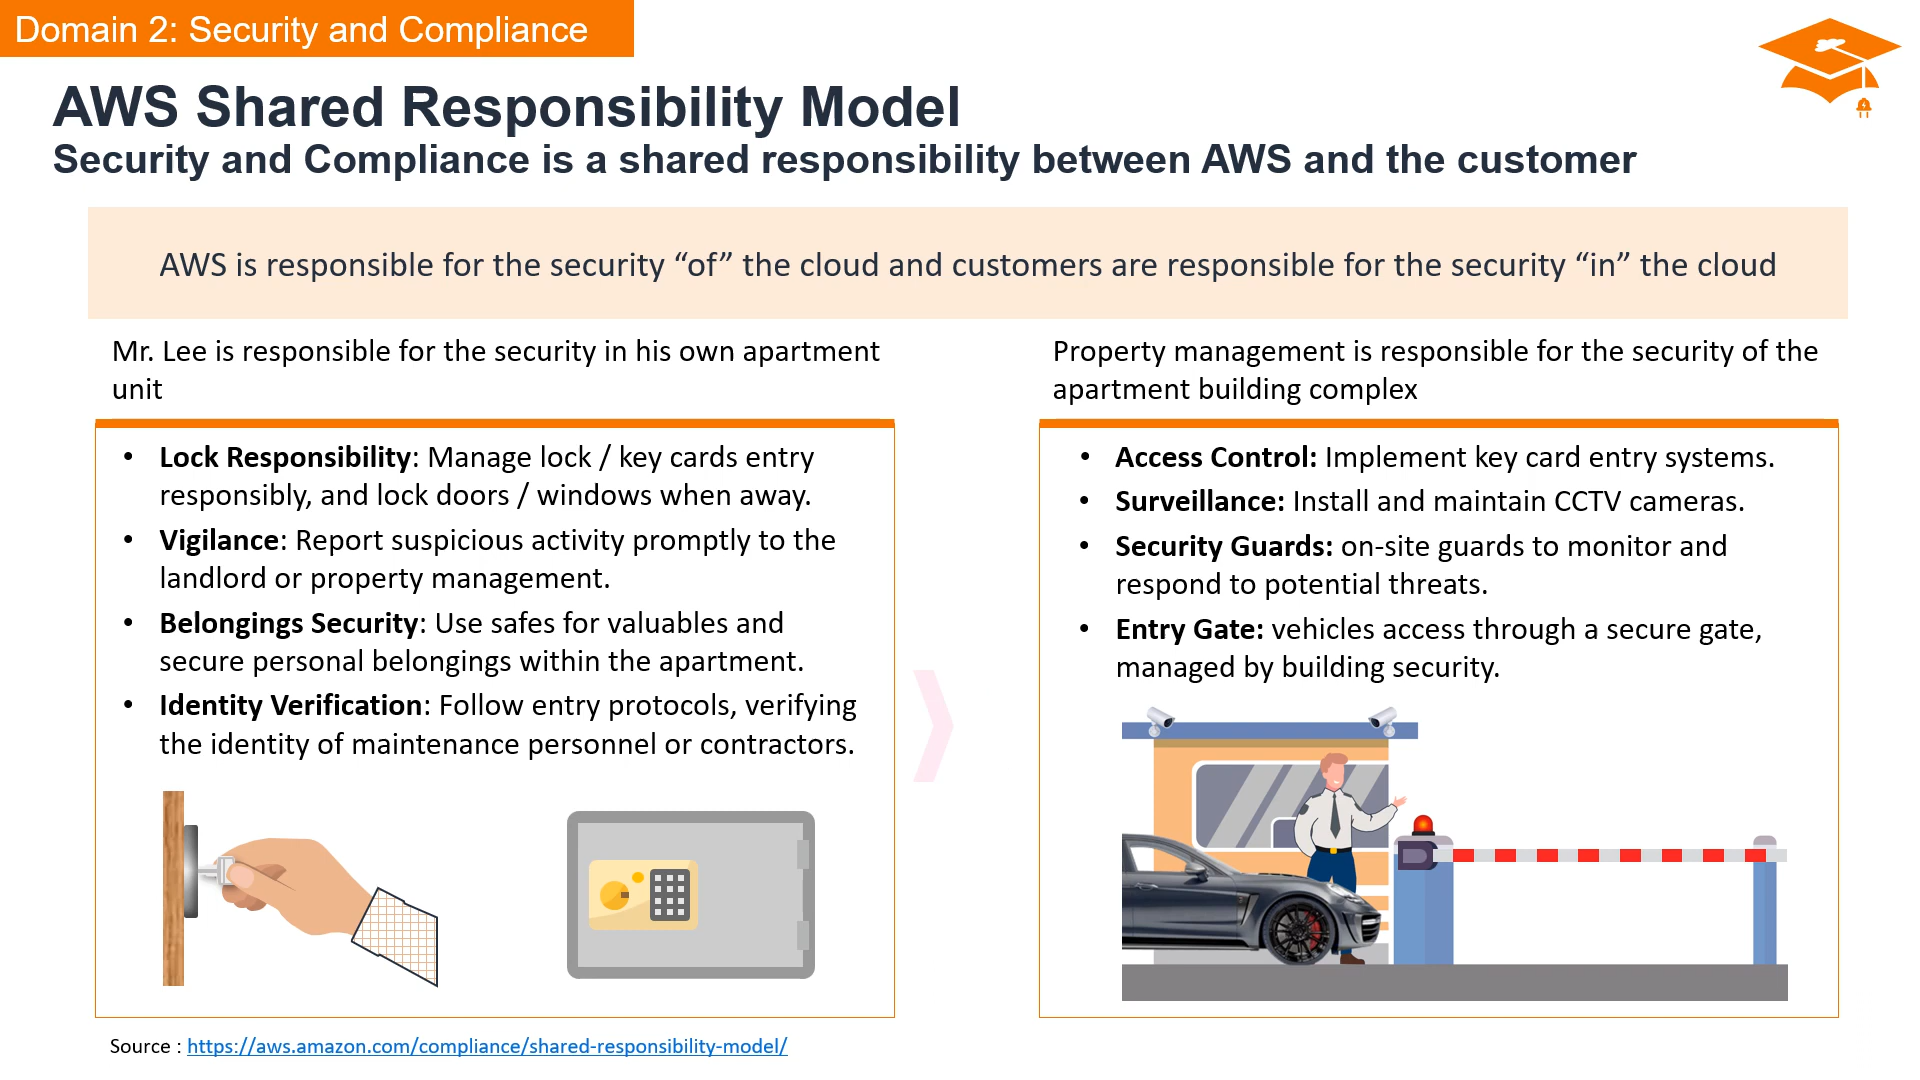 Domain 2: Security and Compliance
AWS Shared Responsibility Model
Security and Compliance is a shared responsibility between AWS and the customer
AWS is responsible for the security “of” the cloud and customers are responsible for the security “in” the cloud
Mr. Lee is responsible for the security in his own apartment
unit
• Lock Responsibility: Manage lock / key cards entry
responsibly, and lock doors / windows when away.
• Vigilance: Report suspicious activity promptly to the
landlord or property management.
• Belongings Security: Use safes for valuables and
secure personal belongings within the apartment.
• Identity Verification: Follow entry protocols, verifying
the identity of maintenance personnel or contractors.
Property management is responsible for the security of the
apartment building complex
• Access Control: Implement key card entry systems.
• Surveillance: Install and maintain CCTV cameras.
• Security Guards: on-site guards to monitor and
respond to potential threats.
• Entry Gate: vehicles access through a secure gate,
managed by building security.
Source : https://aws.amazon.com/compliance/shared-responsibility-model/